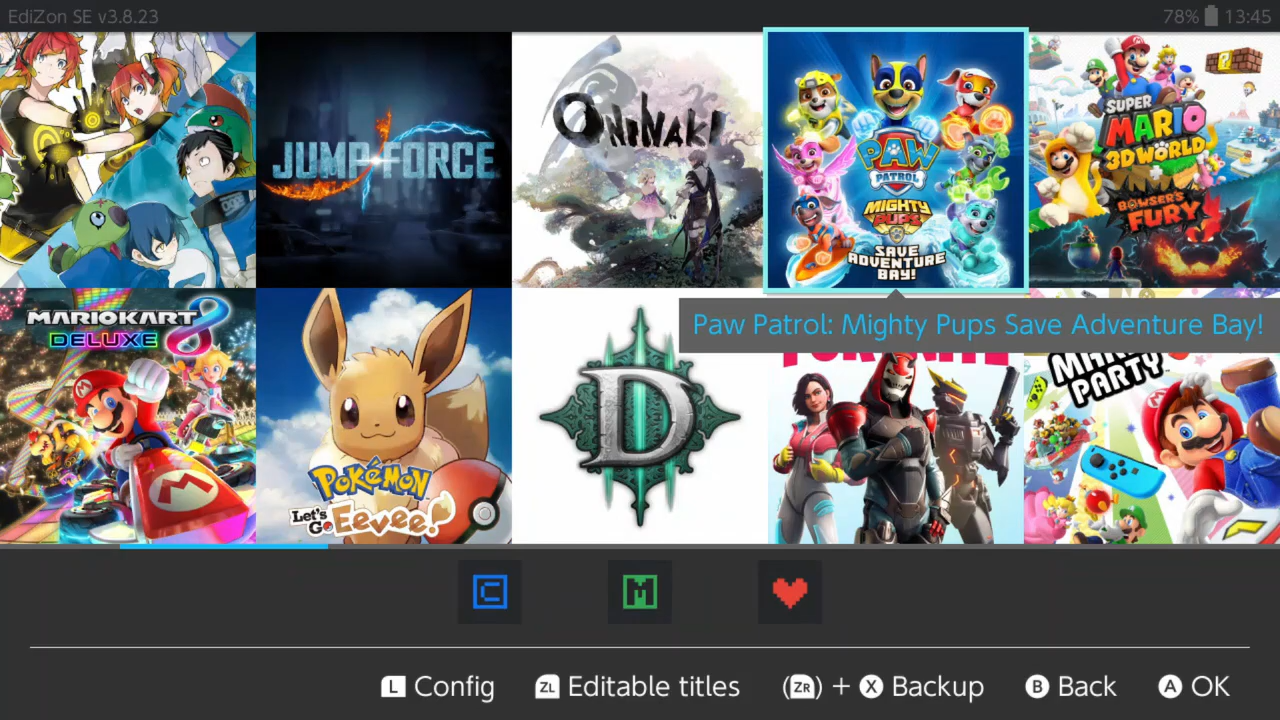 EdiZon SE v3.8.23
78% 13:45
JUMP FORCE
ONINAKI
PAW
PATROL
MIGHTY
PUPS
SAVE
ADVENTURE
BAY!
SUPER
MARIO
3D WORLD
+
BOWSER'S
FURY
MARIOKART 8
DELUXE
Pokémon
Let's
Go Eevee!
D
Paw Patrol: Mighty Pups Save Adventure Bay!
PARTY
C
M
L Config
ZL Editable titles
(ZR) + X Backup
B Back
A OK